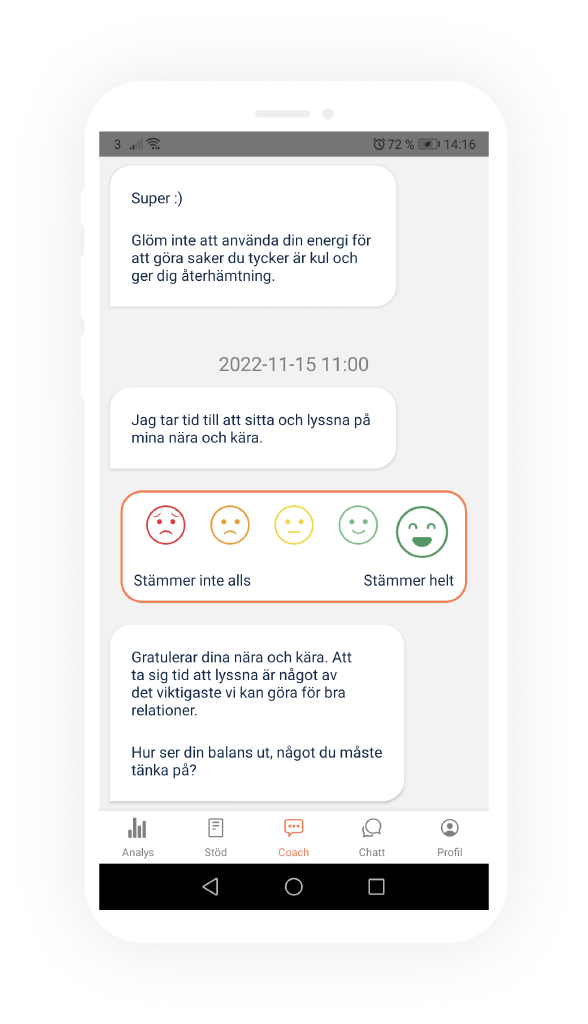 3
72 %
14:16
Super :)
Glöm inte att använda din energi för
att göra saker du tycker är kul och
ger dig återhämtning.
2022-11-15 11:00
Jag tar tid till att sitta och lyssna på
mina nära och kära.
Stämmer inte alls
Stämmer helt
Gratulerar dina nära och kära. Att
ta sig tid att lyssna är något av
det viktigaste vi kan göra för bra
relationer.
Hur ser din balans ut, något du måste
tänka på?
Analys
Stöd
Coach
Chatt
Profil